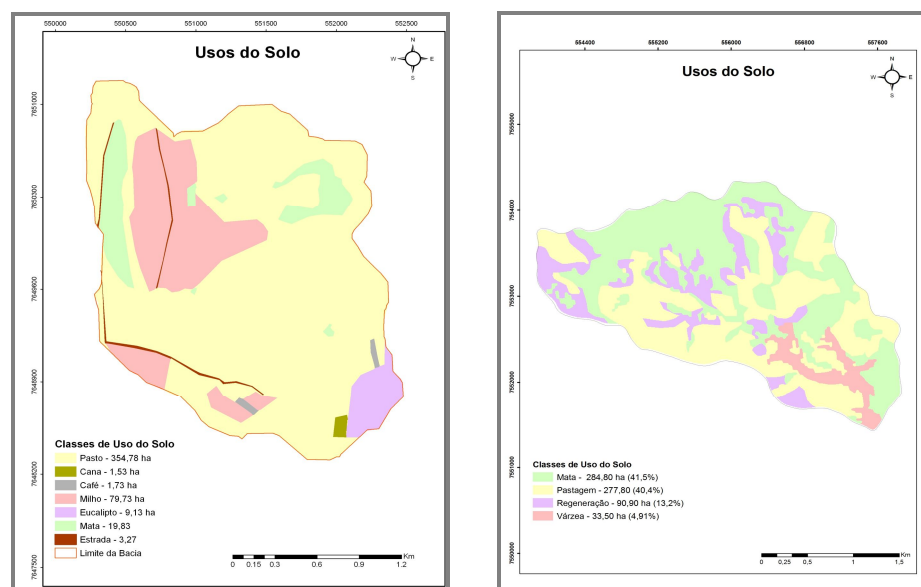 550000 550500 551000 551500 552000 552500
Usos do Solo
N
W E
S
7651000
7650300
7649600
7648900
7648200
7647500
Classes de Uso do Solo
Pasto - 354,78 ha
Cana - 1,53 ha
Café - 1,73 ha
Milho - 79,73 ha
Eucalipto - 9,13 ha
Mata - 19,83
Estrada - 3,27
Limite da Bacia
Km
0 0.15 0.3 0.6 0.9 1.2
554400 555200 556000 556800 557600
Usos do Solo
N
W E
S
7555000
7554000
7553000
7552000
7551000
7550000
Classes de Uso do Solo
Mata - 284,80 ha (41,5%)
Pastagem - 277,80 (40,4%)
Regeneração - 90,90 ha (13,2%)
Várzea - 33,50 ha (4,91%)
Km
0 0,25 0,5 1 1,5